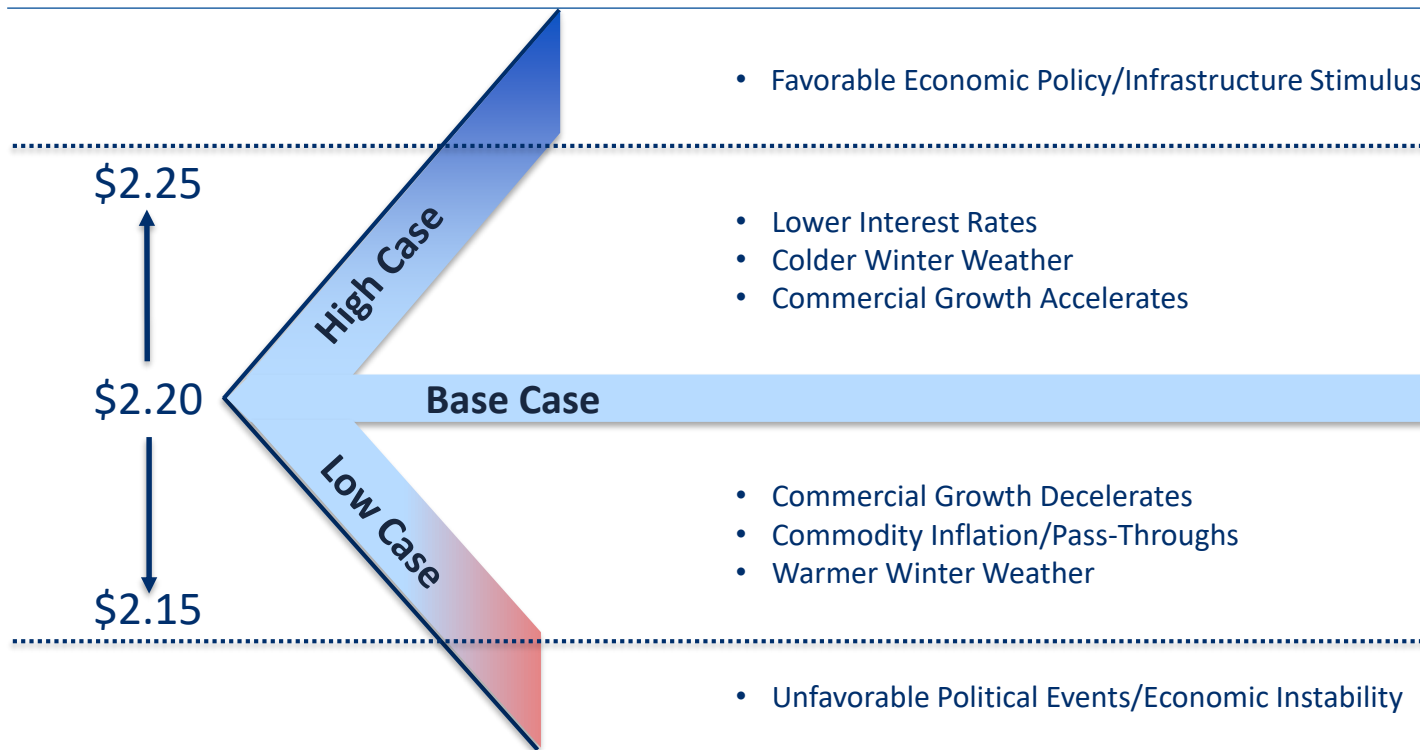 • Favorable Economic Policy/Infrastructure Stimulus
$2.25
• Lower Interest Rates
• Colder Winter Weather
• Commercial Growth Accelerates
High Case
$2.20
Base Case
Low Case
• Commercial Growth Decelerates
• Commodity Inflation/Pass-Throughs
• Warmer Winter Weather
$2.15
• Unfavorable Political Events/Economic Instability